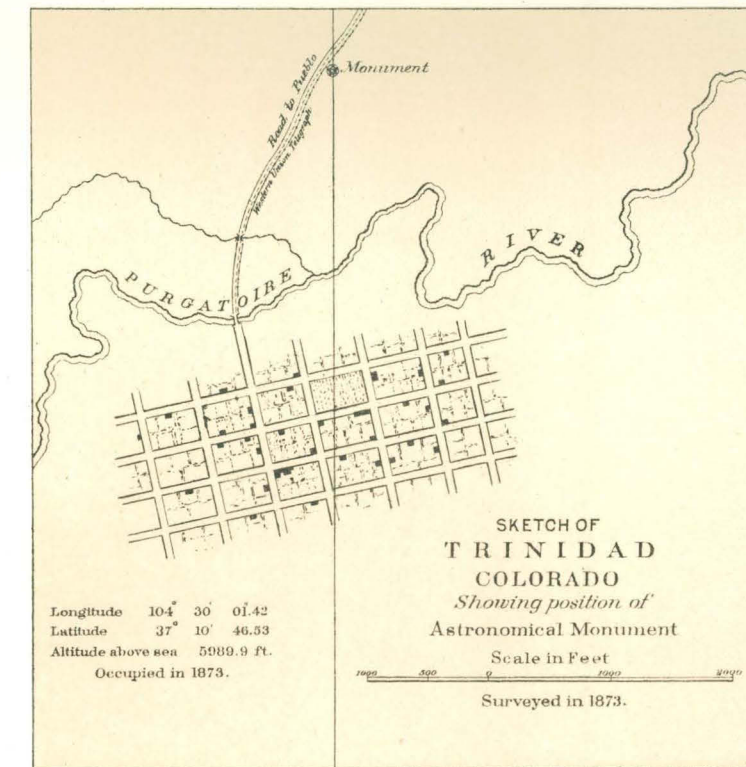 Monument
Road to Pueblo
Western Union Telegraph
PURGATOIRE
RIVER
SKETCH OF
TRINIDAD
COLORADO
Showing position of
Astronomical Monument
Scale in Feet
1000 500 0 1000 2000
Surveyed in 1873.
Longitude 104° 30' 01.42
Latitude 37° 10' 46.53
Altitude above sea 5989.9 ft.
Occupied in 1873.